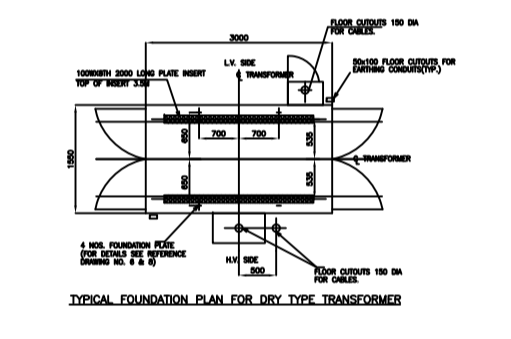 FLOOR CUTOUTS 150 DIA
FOR CABLES.
3000
L.V. SIDE
50x100 FLOOR CUTOUTS FOR
EARTHING CONDUITS(TYP.)
TRANSFORMER
100WIDTH 2000 LONG PLATE INSERT
TOP OF INSERT
700
700
650
535
1550
TRANSFORMER
650
535
4 NOS. FOUNDATION PLATE
(FOR DETAILS SEE REFERENCE
DRAWING NO. 6 & 8)
H.V. SIDE
500
FLOOR CUTOUTS 150 DIA
FOR CABLES.
TYPICAL FOUNDATION PLAN FOR DRY TYPE TRANSFORMER